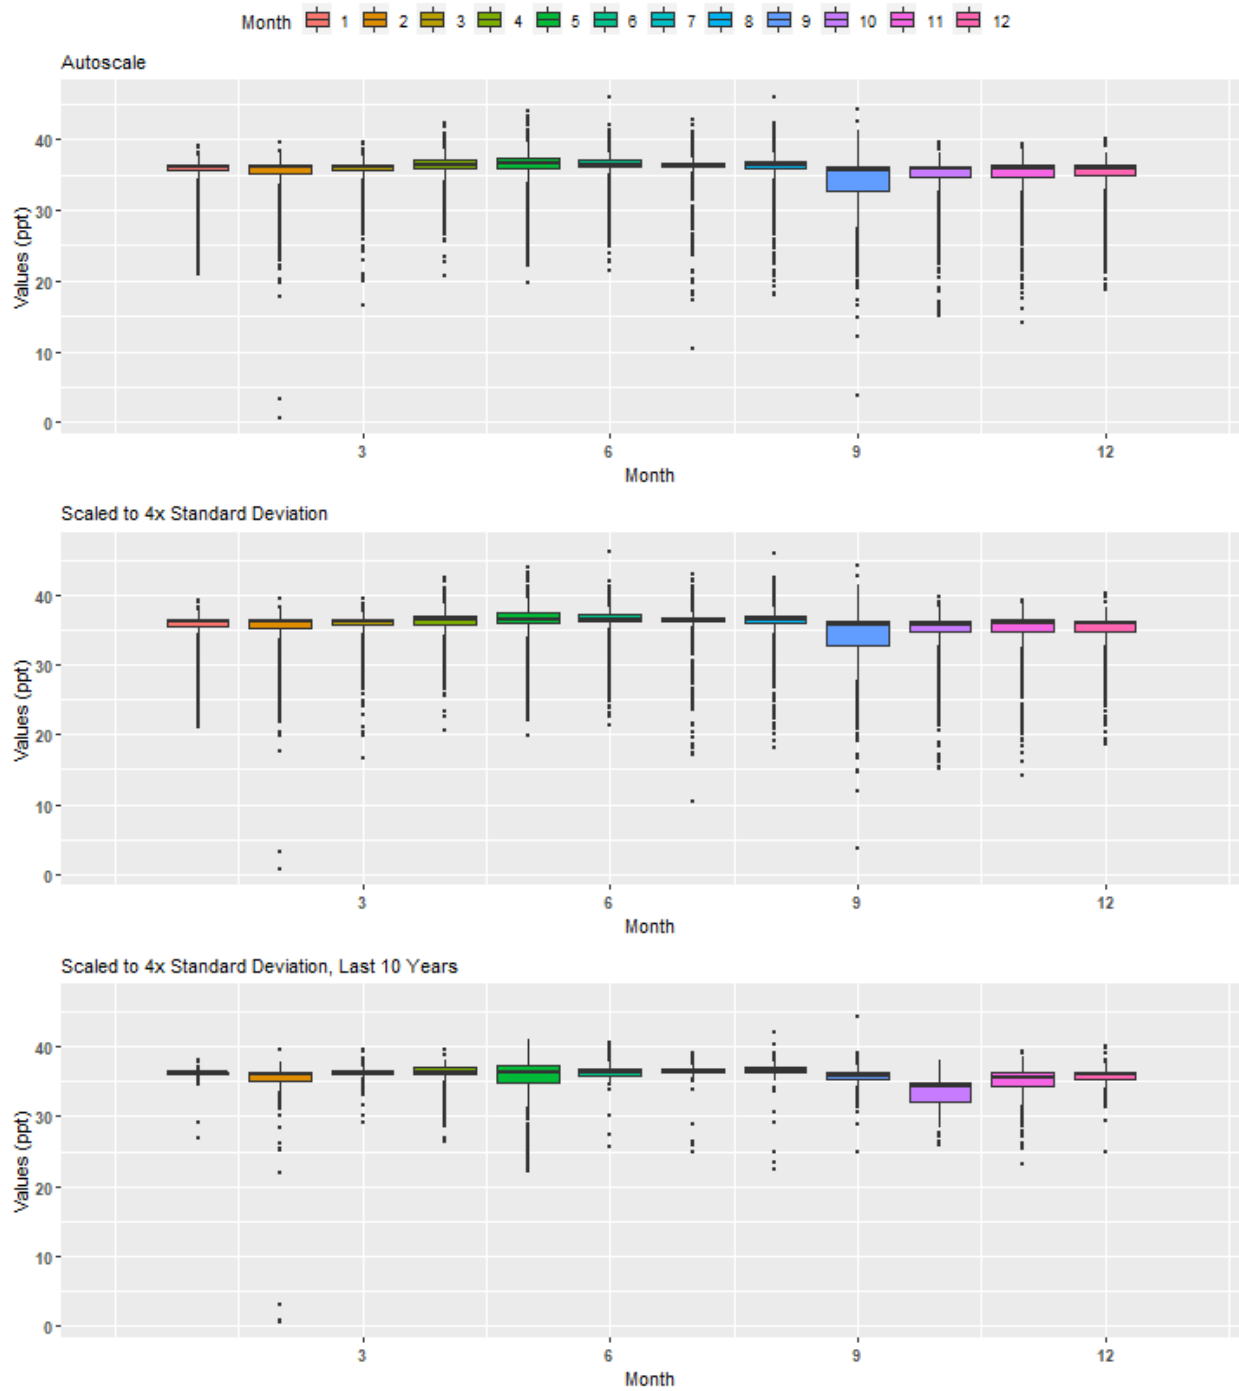 Month 1 2 3 4 5 6 7 8 9 10 11 12
Autoscale
Values (ppt)
40
30
20
10
0
3 6 9 12
Month
Scaled to 4x Standard Deviation
Values (ppt)
40
30
20
10
0
3 6 9 12
Month
Scaled to 4x Standard Deviation, Last 10 Years
Values (ppt)
40
30
20
10
0
3 6 9 12
Month